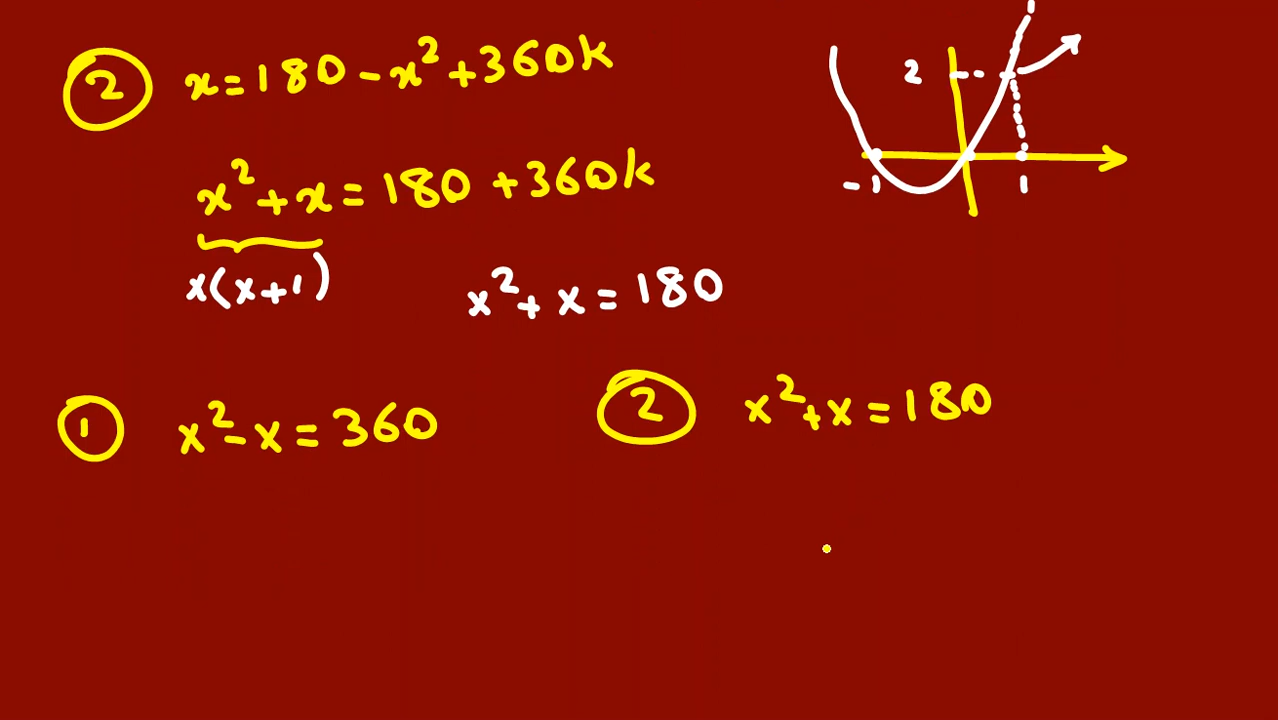 ② x=180-x²+360k
2
x²+x=180+360k
-1 1
x(x+1) x²+x=180
① x²-x=360 ② x²+x=180